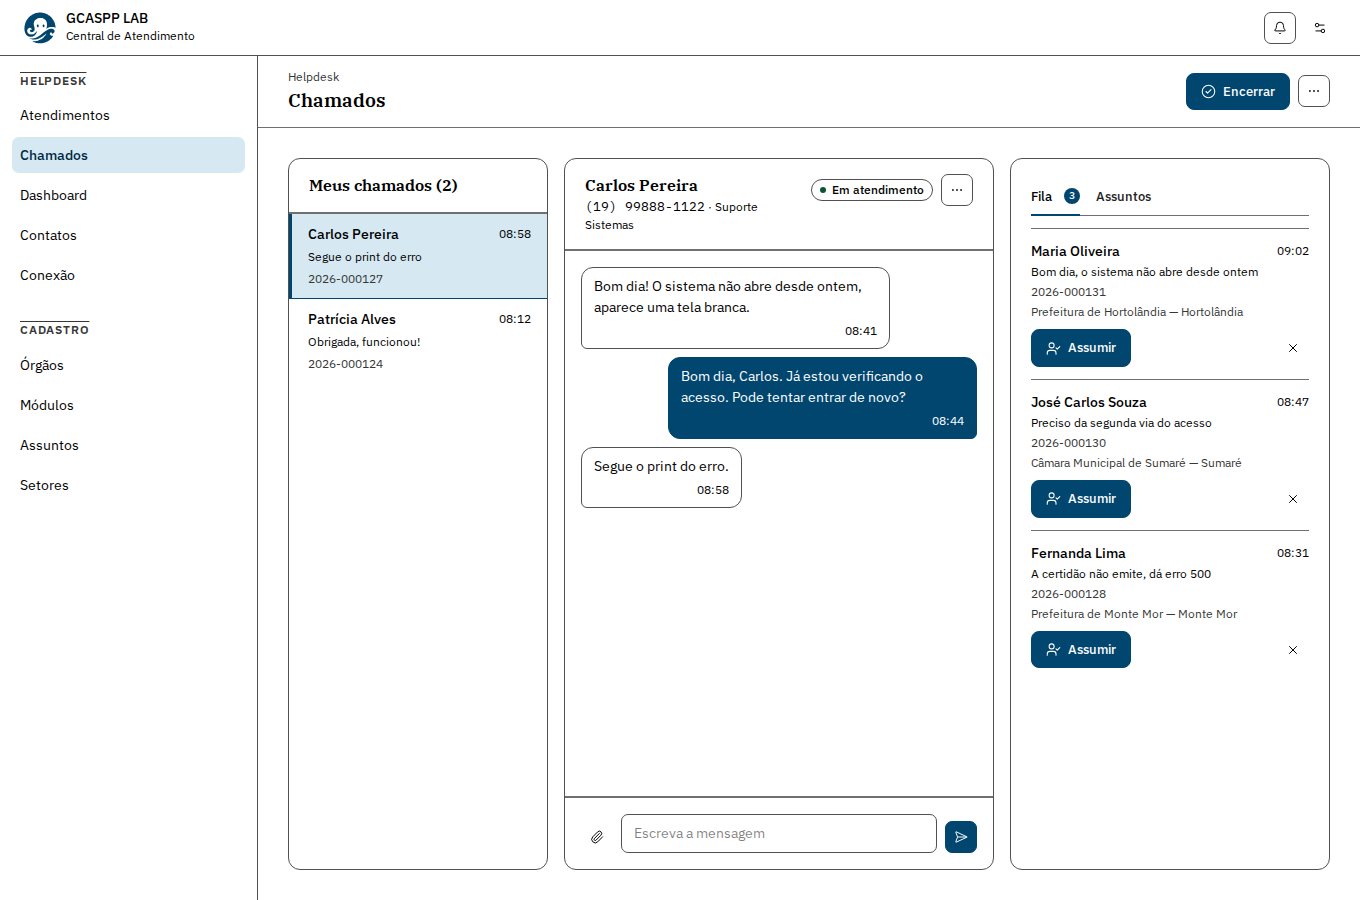 GCASPP LAB
Central de Atendimento
HELPDESK
Atendimentos
Chamados
Dashboard
Contatos
Conexão
CADASTRO
Órgãos
Módulos
Assuntos
Setores
Helpdesk
Chamados
Encerrar
Meus chamados (2)
Carlos Pereira 08:58
Segue o print do erro
2026-000127
Patrícia Alves 08:12
Obrigada, funcionou!
2026-000124
Carlos Pereira
(19) 99888-1122 · Suporte
Sistemas
Em atendimento
Bom dia! O sistema não abre desde ontem,
aparece uma tela branca.
08:41
Bom dia, Carlos. Já estou verificando o
acesso. Pode tentar entrar de novo?
08:44
Segue o print do erro.
08:58
Escreva a mensagem
Fila 3 Assuntos
Maria Oliveira 09:02
Bom dia, o sistema não abre desde ontem
2026-000131
Prefeitura de Hortolândia — Hortolândia
Assumir
José Carlos Souza 08:47
Preciso da segunda via do acesso
2026-000130
Câmara Municipal de Sumaré — Sumaré
Assumir
Fernanda Lima 08:31
A certidão não emite, dá erro 500
2026-000128
Prefeitura de Monte Mor — Monte Mor
Assumir